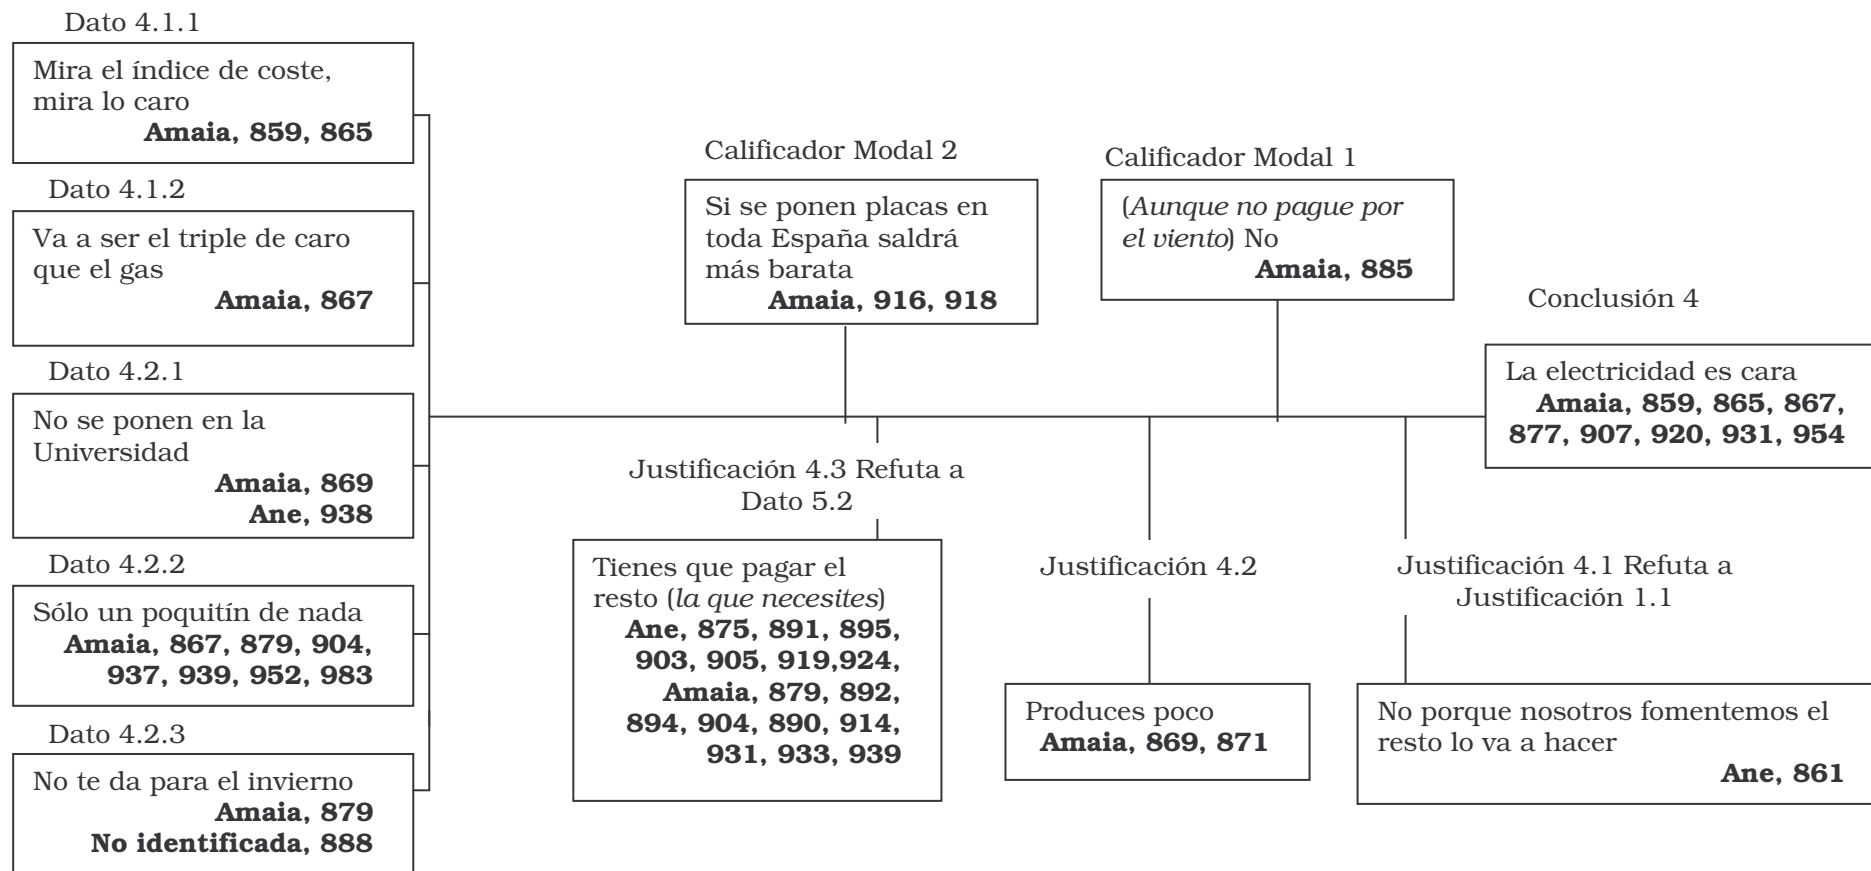 Dato 4.1.1
Mira el índice de coste,
mira lo caro
Amaia, 859, 865
Dato 4.1.2
Va a ser el triple de caro
que el gas
Amaia, 867
Dato 4.2.1
No se ponen en la
Universidad
Amaia, 869
Ane, 938
Dato 4.2.2
Sólo un poquitín de nada
Amaia, 867, 879, 904,
937, 939, 952, 983
Dato 4.2.3
No te da para el invierno
Amaia, 879
No identificada, 888
Calificador Modal 2
Si se ponen placas en
toda España saldrá
más barata
Amaia, 916, 918
Calificador Modal 1
(Aunque no pague por
el viento) No
Amaia, 885
Conclusión 4
La electricidad es cara
Amaia, 859, 865, 867,
877, 907, 920, 931, 954
Justificación 4.3 Refuta a
Dato 5.2
Tienes que pagar el
resto (la que necesites)
Ane, 875, 891, 895,
903, 905, 919,924,
Amaia, 879, 892,
894, 904, 890, 914,
931, 933, 939
Justificación 4.2
Produces poco
Amaia, 869, 871
Justificación 4.1 Refuta a
Justificación 1.1
No porque nosotros fomentemos el
resto lo va a hacer
Ane, 861